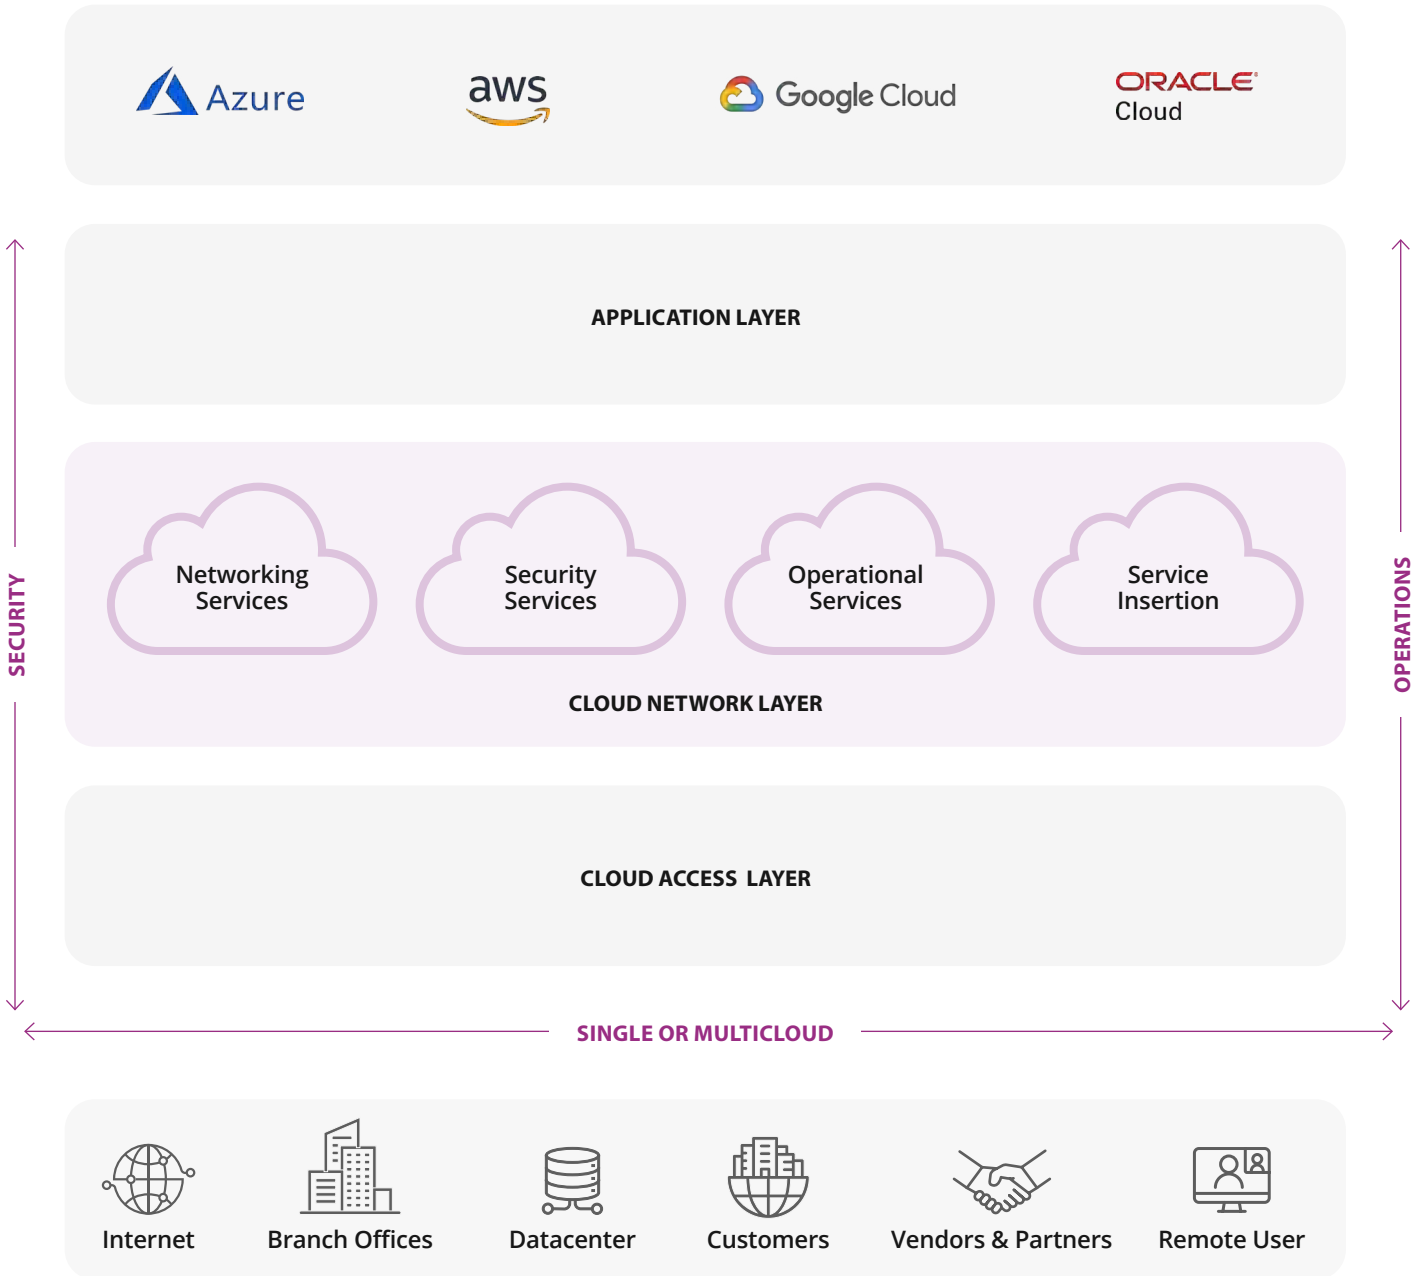 Azure
aws
Google Cloud
ORACLE
Cloud
APPLICATION LAYER
Networking
Services
Security
Services
Operational
Services
Service
Insertion
CLOUD NETWORK LAYER
SECURITY
OPERATIONS
CLOUD ACCESS LAYER
SINGLE OR MULTICLOUD
Internet
Branch Offices
Datacenter
Customers
Vendors & Partners
Remote User